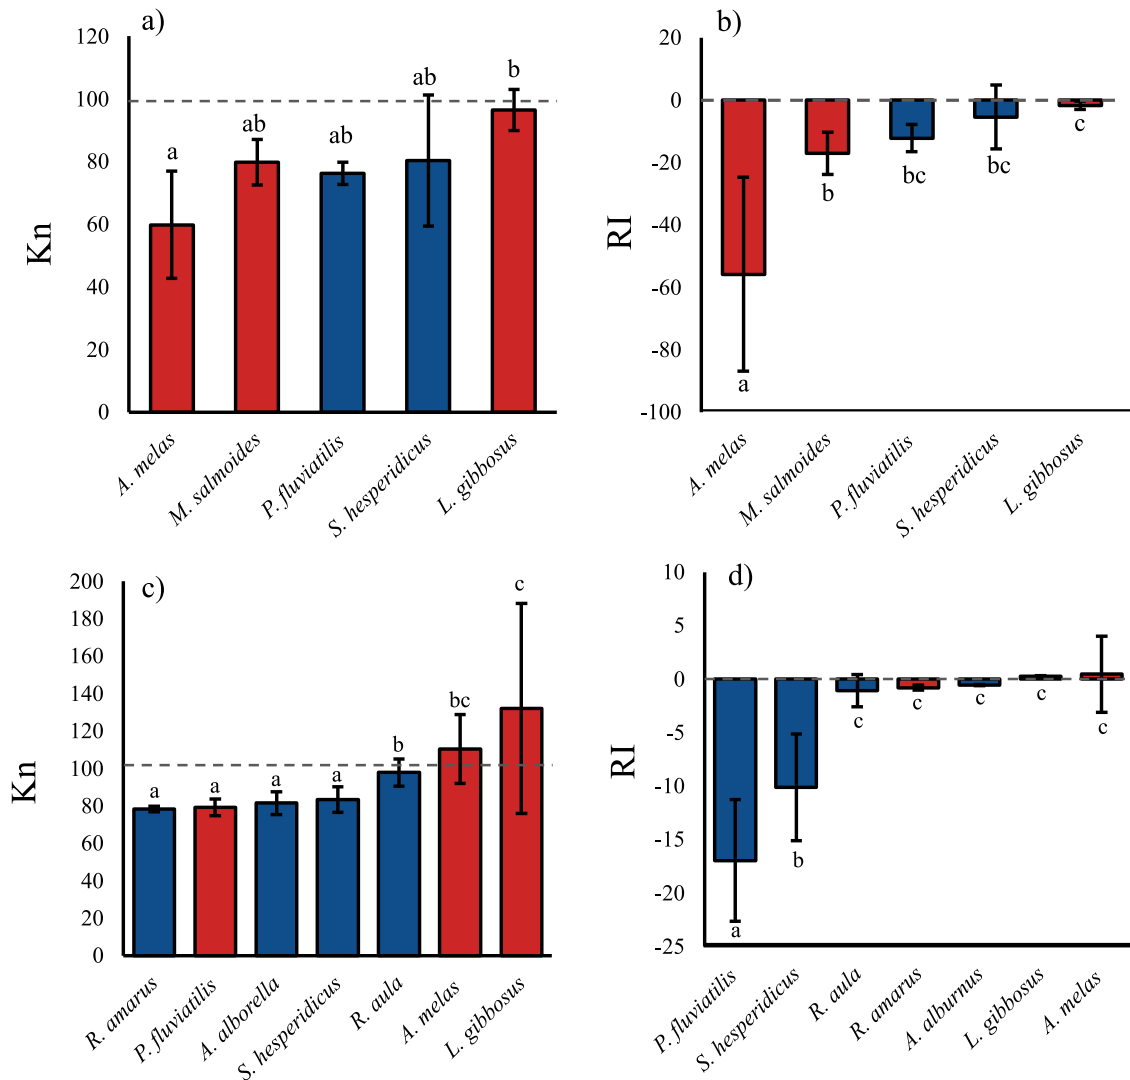 a)
120
100
80
60
40
20
0
Kn
a
ab
ab
ab
b
A. melas
M. salmoides
P. fluviatilis
S. hesperidicus
L. gibbosus
b)
20
0
-20
-40
-60
-80
-100
RI
a
b
bc
bc
c
A. melas
M. salmoides
P. fluviatilis
S. hesperidicus
L. gibbosus
c)
200
180
160
140
120
100
80
60
40
20
0
Kn
a
a
a
a
b
bc
c
R. amarus
P. fluviatilis
A. alborella
S. hesperidicus
R. aula
A. melas
L. gibbosus
d)
10
5
0
-5
-10
-15
-20
-25
RI
a
b
c
c
c
c
c
P. fluviatilis
S. hesperidicus
R. aula
R. amarus
A. alburnus
L. gibbosus
A. melas